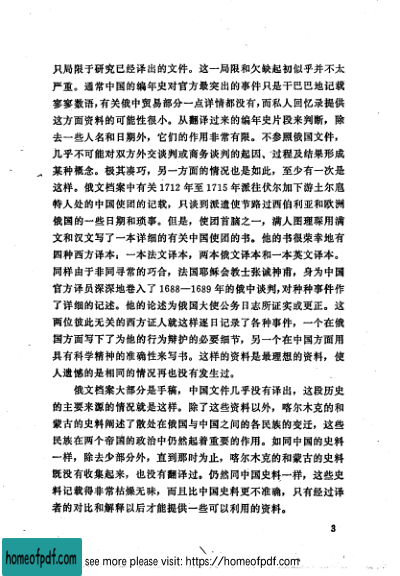 只局限于研究已经译出的文件。这一局限和欠缺起初似乎并不太
严重。通常中国的编年史对官方最突出的事件只是干巴巴地记载
寥寥数语，有关俄中贸易部分一点详情都没有，而私人回忆录提供
这方面资料的可能性很小。从翻译过来的编年史片段来判断，除
去一些人名和日期外，它们的作用非常有限。不参照俄国文件，
几乎不可能对双方外交谈判或商务谈判的起因、过程及结果形成
某种概念。极其凑巧，另一方面的情况也是如此，至少有一次是
这样。俄文档案中有关1712年至1715年派往伏尔加下游土尔扈
特人处的中国使团的记载，只谈到派遣使节路过西伯利亚和欧洲
俄国的一些日期和琐事。但是，使团首脑之一，满人图理琛用满
文和汉文写了一本详细的有关中国使团的书。他的书很荣幸地有
四种西方译本，一本法文译本，两本俄文译本和一本英文译本。
同样由于非同寻常的巧合，法国耶稣会教士张诚神甫，身为中国
官方译员深深地卷入了1688—1689年的俄中谈判，对种种事件作
了详细的记述。他的论述为俄国大使公务日志所证实或更正。这
两位彼此无关的西方证人就这样逐日记录了各种事件，一个在俄
国方面写下了为他的行为辩护的必要细节，另一个在中国方面用
具有科学精神的准确性来写书。这样的资料是最理想的资料，使
人遗憾的是相同的情况再也没有发生过。
俄文档案大部分是手稿，中国文件几乎没有译出，这段历史
的主要来源的情况就是这样。除了这些资料以外，喀尔木克的和
蒙古的史料阐述了散处在俄国与中国之间的各民族的变迁，这些
民族在两个帝国的政治中仍然起着重要的作用。如同中国的史料
一样，除去少部分外，直到那时为止，喀尔木克的和蒙古的史料
既没有收集起来，也没有翻译过。仍然同中国史料一样，这些史
料记载得非常枯燥无味，而且比中国史料更不准确，只有经过译
者的对比和解释以后才能提供一些可以利用的资料。
3
homeofpdf.com
see more please visit: https://homeofpdf.com